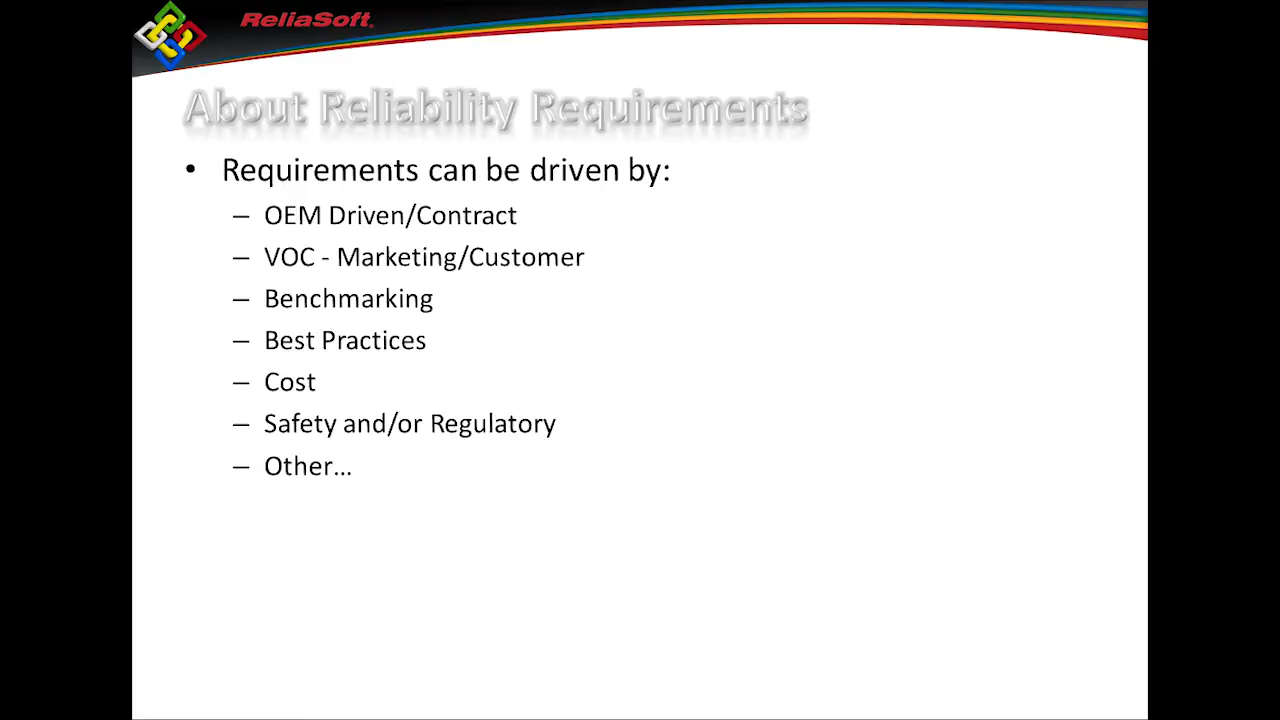 ReliaSoft®
About Reliability Requirements
• Requirements can be driven by:
– OEM Driven/Contract
– VOC - Marketing/Customer
– Benchmarking
– Best Practices
– Cost
– Safety and/or Regulatory
– Other…